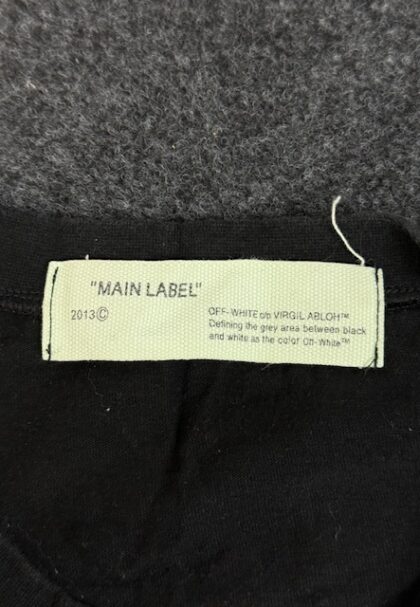 "MAIN LABEL"
2013©
OFF-WHITE c/o VIRGIL ABLOH™
Defining the grey area between black
and white as the color Off-White™